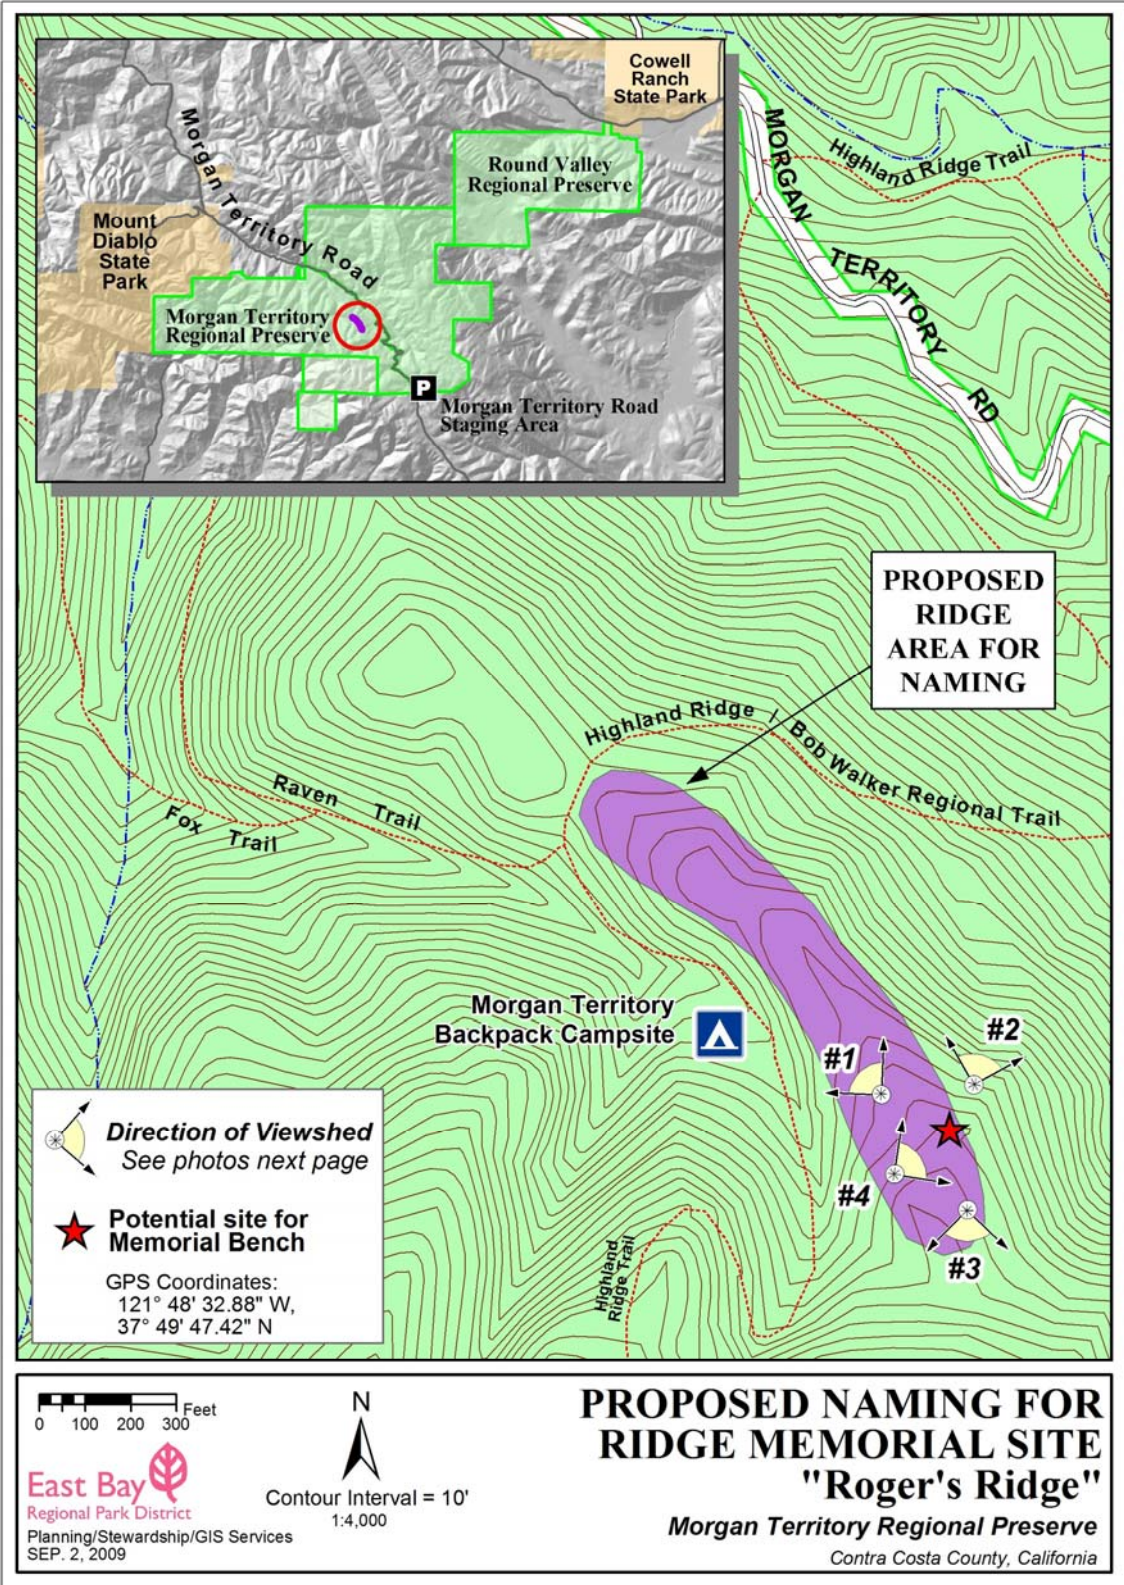 Cowell
Ranch
State Park
Morgan Territory Road
Round Valley
Regional Preserve
Mount
Diablo
State
Park
Morgan Territory
Regional Preserve
P
Morgan Territory Road
Staging Area
MORGAN TERRITORY RD
Highland Ridge Trail
PROPOSED
RIDGE
AREA FOR
NAMING
Highland Ridge / Bob Walker Regional Trail
Raven Trail
Fox Trail
Morgan Territory
Backpack Campsite
#1
#2
#4
#3
Highland
Ridge Trail
Direction of Viewshed
See photos next page
Potential site for
Memorial Bench
GPS Coordinates:
121° 48' 32.88" W,
37° 49' 47.42" N
0 100 200 300 Feet
East Bay
Regional Park District
Planning/Stewardship/GIS Services
SEP. 2, 2009
N
Contour Interval = 10'
1:4,000
PROPOSED NAMING FOR
RIDGE MEMORIAL SITE
"Roger's Ridge"
Morgan Territory Regional Preserve
Contra Costa County, California